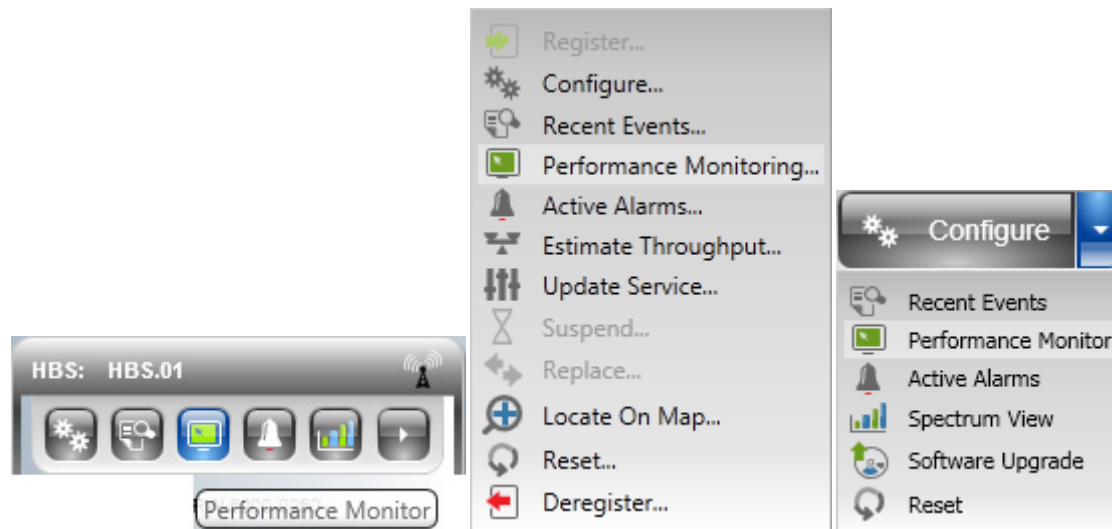 HBS: HBS.01
Performance Monitor
Register...
Configure...
Recent Events...
Performance Monitoring...
Active Alarms...
Estimate Throughput...
Update Service...
Suspend...
Replace...
Locate On Map...
Reset...
Deregister...
Configure
Recent Events
Performance Monitor
Active Alarms
Spectrum View
Software Upgrade
Reset